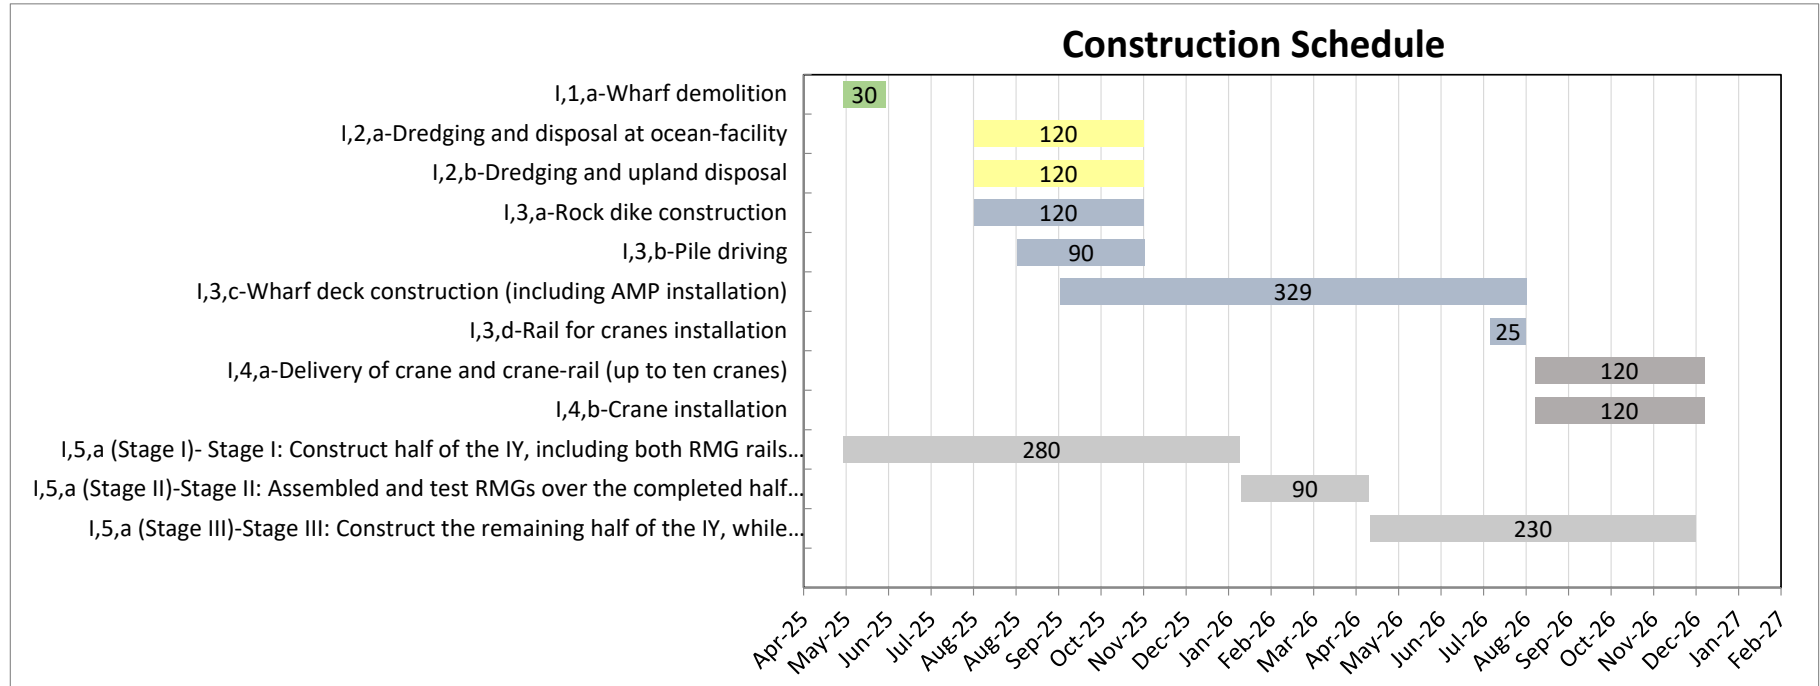 Construction Schedule
I,1,a-Wharf demolition
30
I,2,a-Dredging and disposal at ocean-facility
120
I,2,b-Dredging and upland disposal
120
I,3,a-Rock dike construction
120
I,3,b-Pile driving
90
I,3,c-Wharf deck construction (including AMP installation)
329
I,3,d-Rail for cranes installation
25
I,4,a-Delivery of crane and crane-rail (up to ten cranes)
120
I,4,b-Crane installation
120
I,5,a (Stage I)- Stage I: Construct half of the IY, including both RMG rails...
280
I,5,a (Stage II)-Stage II: Assembled and test RMGs over the completed half...
90
I,5,a (Stage III)-Stage III: Construct the remaining half of the IY, while...
230
Apr-25
May-25
Jun-25
Jul-25
Aug-25
Aug-25
Sep-25
Oct-25
Nov-25
Dec-25
Jan-26
Feb-26
Mar-26
Apr-26
May-26
Jun-26
Jul-26
Aug-26
Sep-26
Oct-26
Nov-26
Dec-26
Jan-27
Feb-27